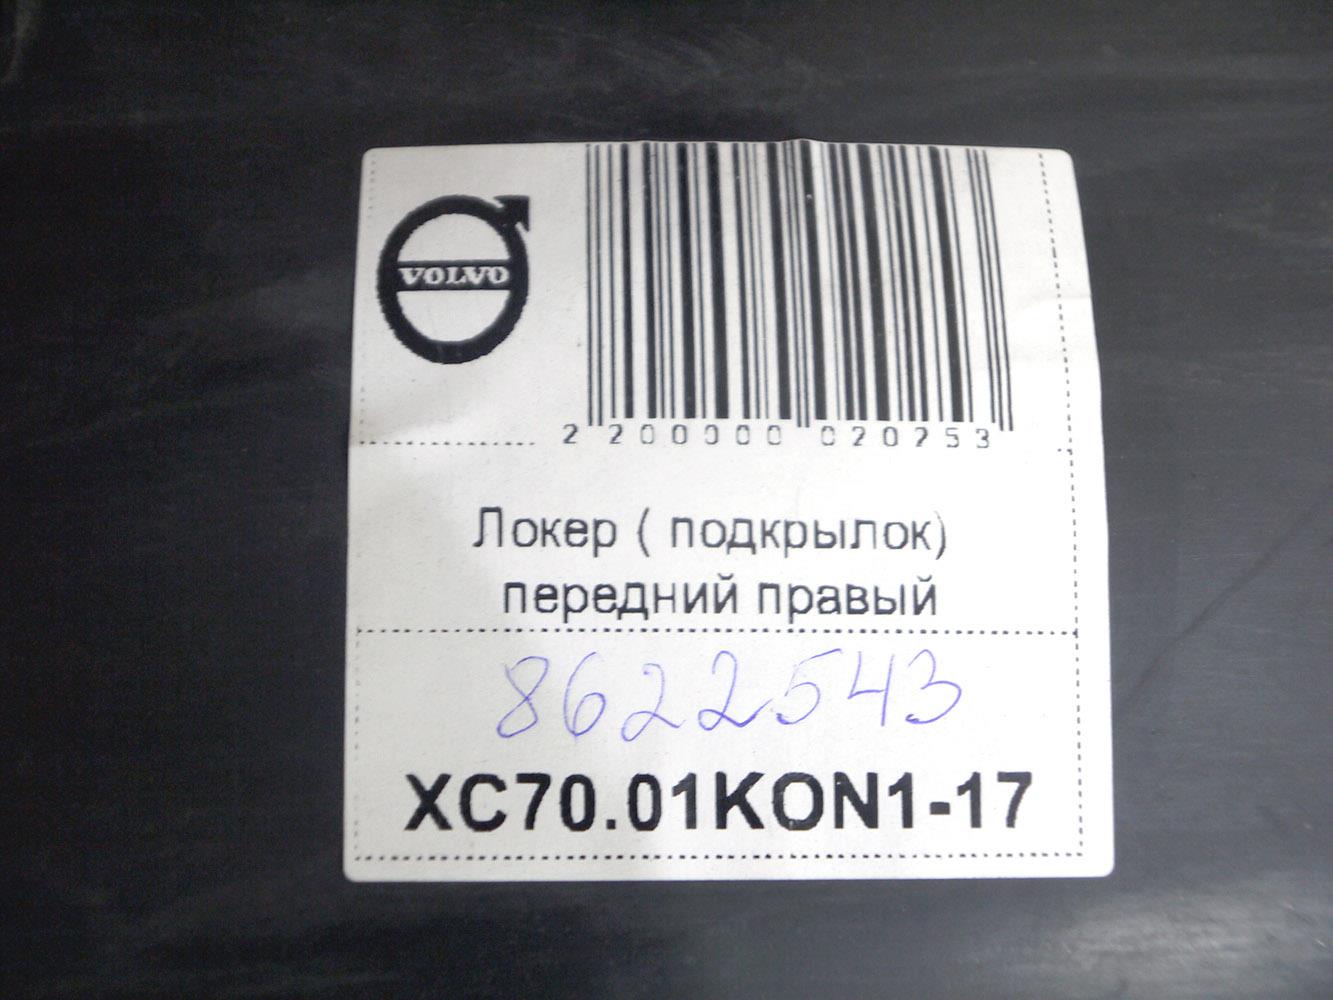 VOLVO
2 200000 020253
Локер ( подкрылок)
передний правый
8622543
XC70.01KON1-17